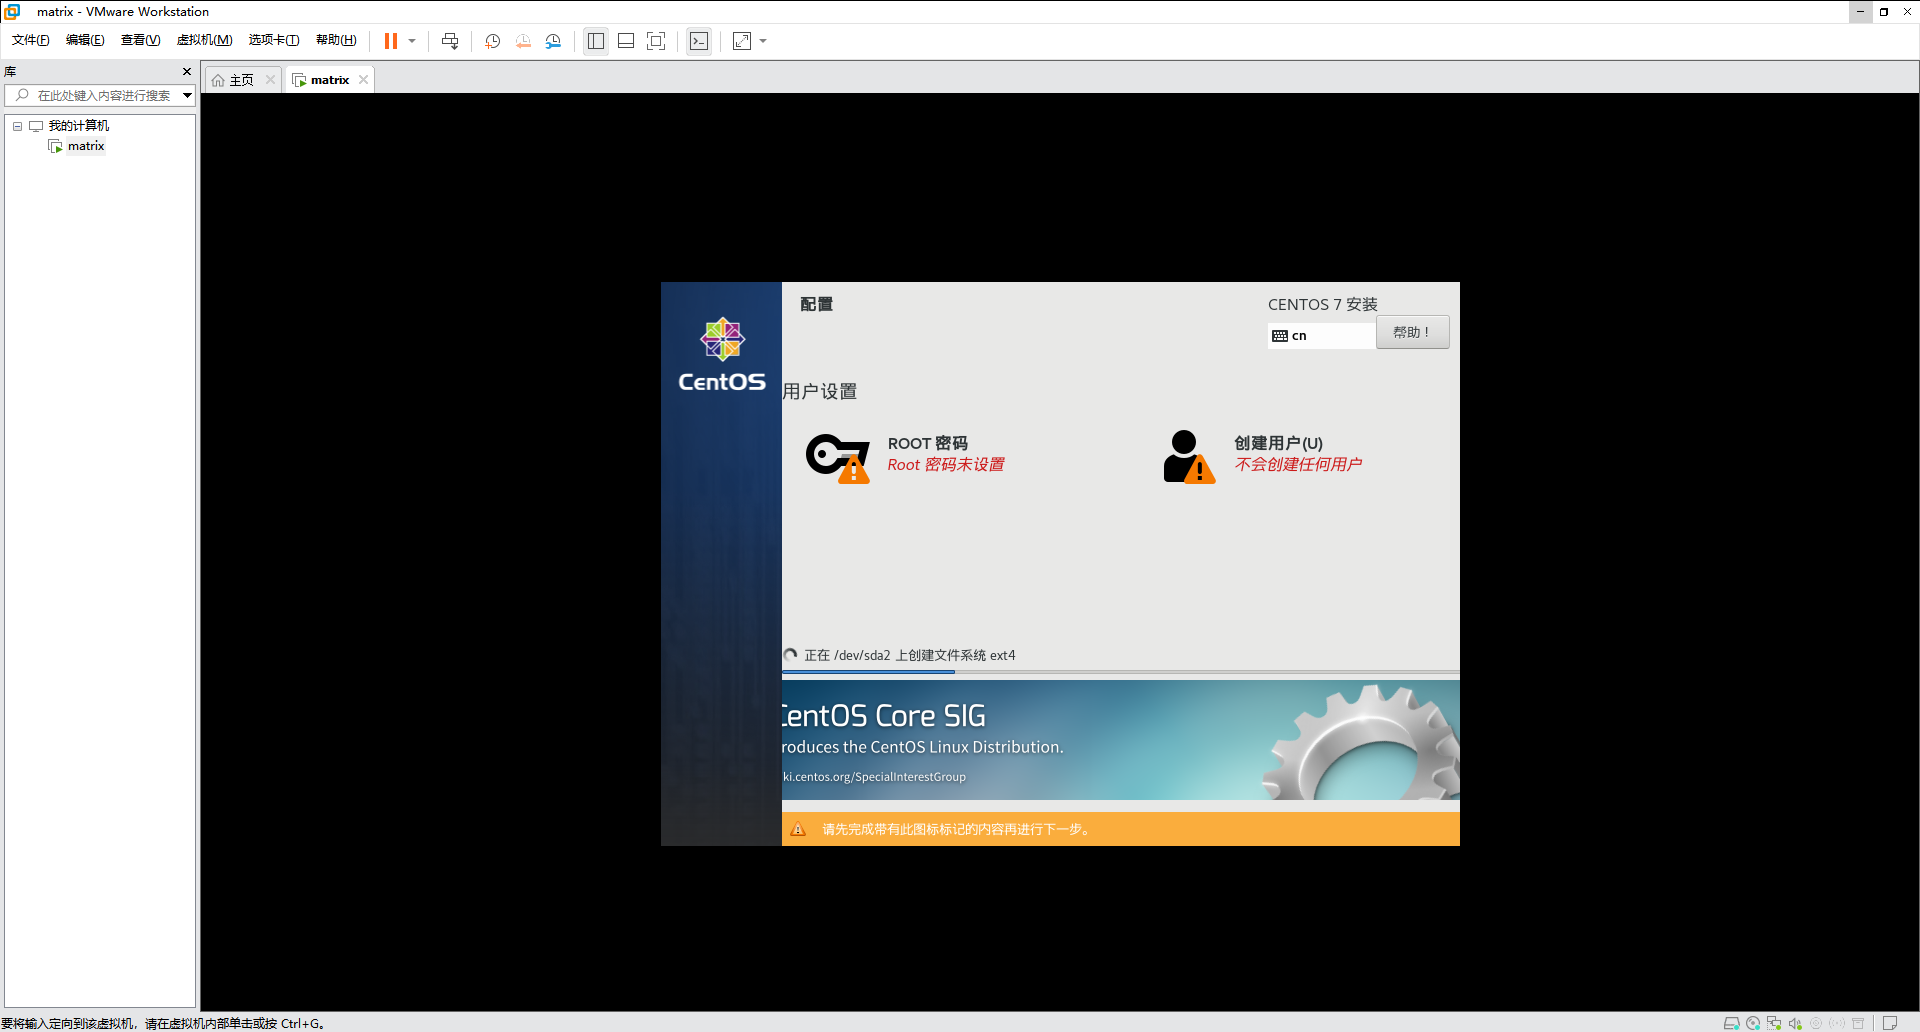 matrix - VMware Workstation
文件(F) 编辑(E) 查看(V) 虚拟机(M) 选项卡(T) 帮助(H)
库
主页
matrix
在此处键入内容进行搜索
我的计算机
matrix
CentOS
配置
CENTOS 7 安装
cn
帮助！
用户设置
ROOT 密码
Root 密码未设置
创建用户(U)
不会创建任何用户
正在 /dev/sda2 上创建文件系统 ext4
CentOS Core SIG
roduces the CentOS Linux Distribution.
ki.centos.org/SpecialInterestGroup
请先完成带有此图标标记的内容再进行下一步。
要将输入定向到该虚拟机，请在虚拟机内部单击或按 Ctrl+G。